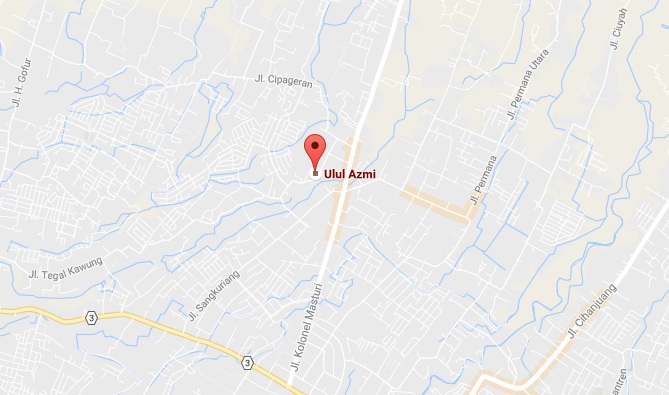 Jl. Ciuyah
Jl. Permana Utara
Jl. H. Gofur
Jl. Cipageran
Ulul Azmi
Jl. Permana
Jl. Tegal Kawung
Jl. Sangkuriang
Jl. Kolonel Masturi
Jl. Cihanjuang
3
3
antren